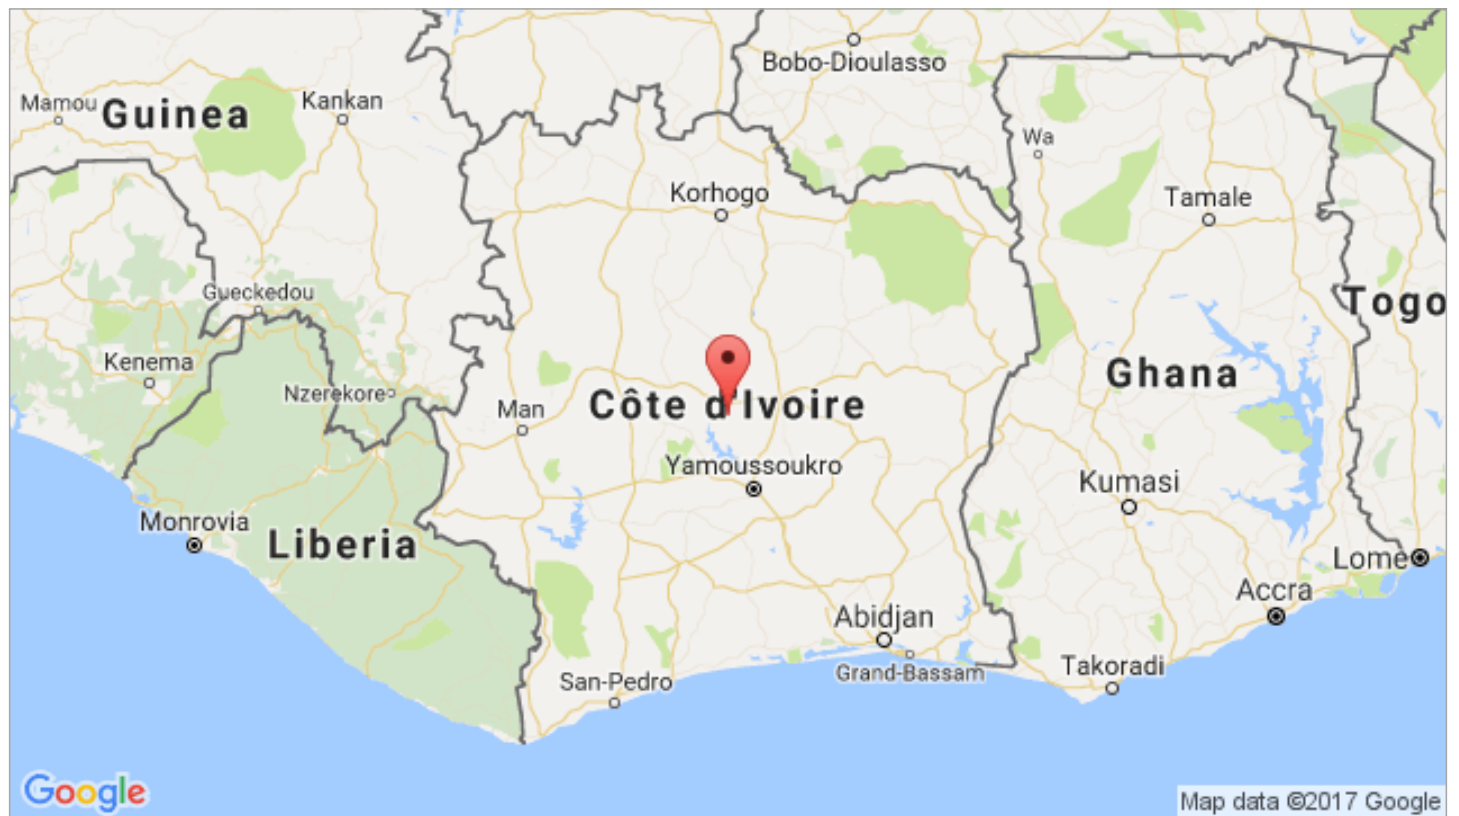 Bobo-Dioulasso
Mamou
Guinea
Kankan
Wa
Korhogo
Tamale
Gueckedou
Togo
Kenema
Nzerekore
Man
Côte d'Ivoire
Ghana
Yamoussoukro
Kumasi
Monrovia
Liberia
Lome
Accra
Abidjan
Grand-Bassam
Takoradi
San-Pedro
Google
Map data ©2017 Google